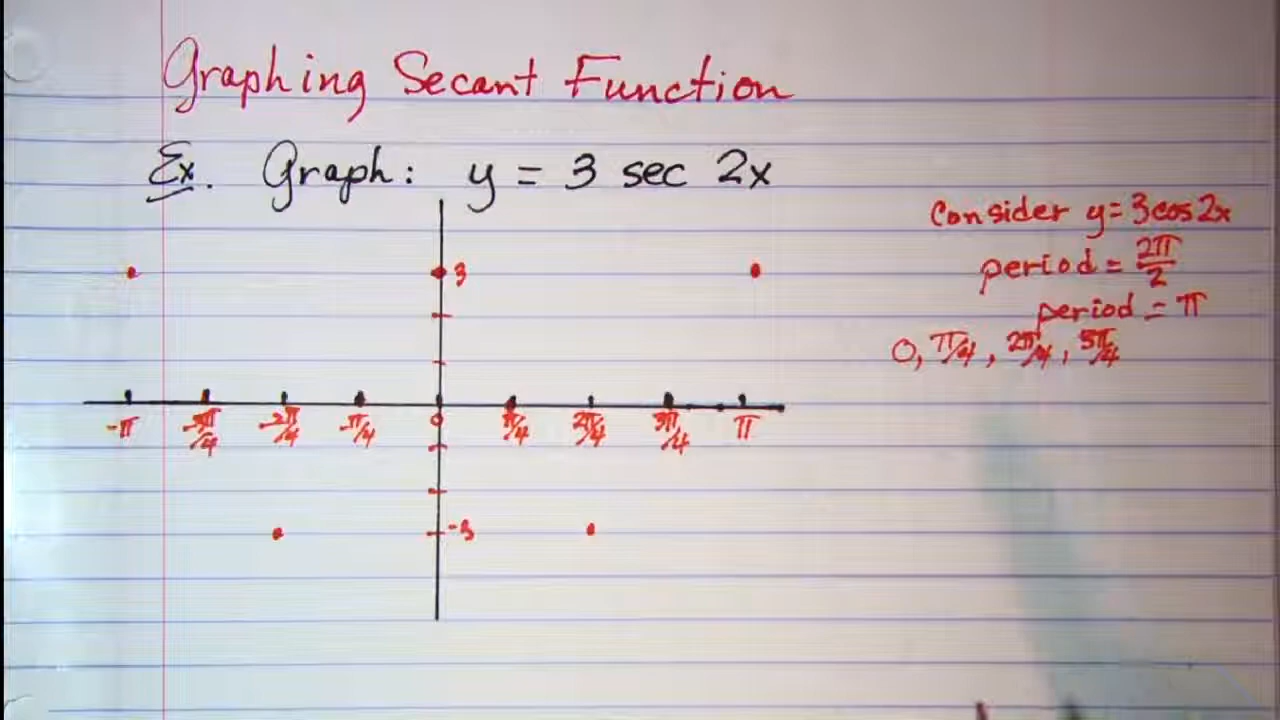 Graphing Secant Function
Ex. Graph: y = 3 sec 2x
Consider y = 3cos 2x
period = 2π/2
period = π
0, π/4, 2π/4, 3π/4
3
-π -3π/4 -2π/4 -π/4 0 π/4 2π/4 3π/4 π
-3